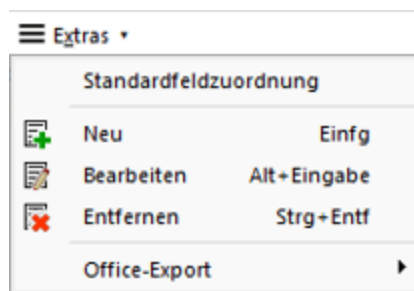 Extras
Standardfeldzuordnung
Neu Einfg
Bearbeiten Alt+Eingabe
Entfernen Strg+Entf
Office-Export